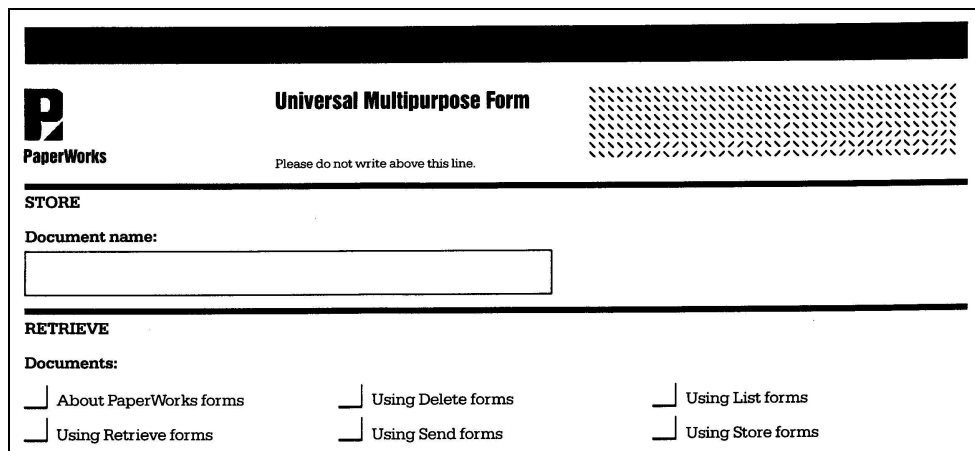 Universal Multipurpose Form
PaperWorks
Please do not write above this line.
STORE
Document name:
RETRIEVE
Documents:
About PaperWorks forms
Using Delete forms
Using List forms
Using Retrieve forms
Using Send forms
Using Store forms